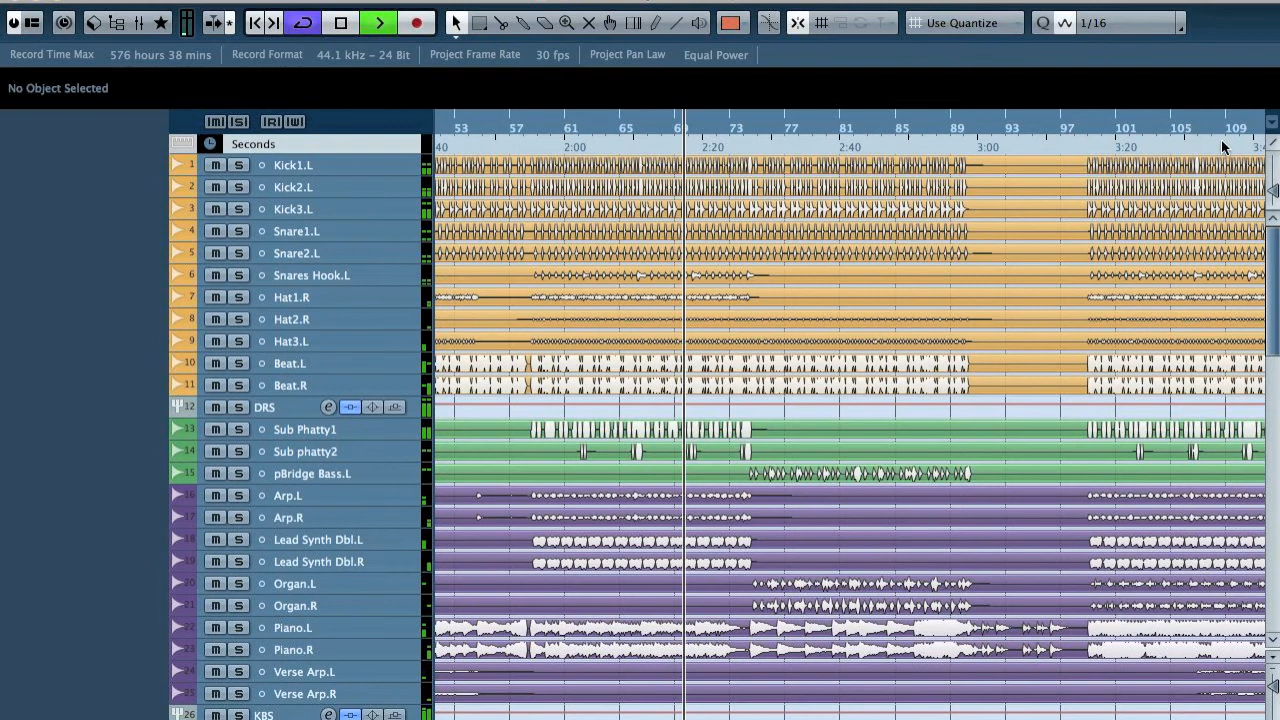 Use Quantize 1/16
Record Time Max 576 hours 38 mins Record Format 44.1 kHz - 24 Bit Project Frame Rate 30 fps Project Pan Law Equal Power
No Object Selected
53 57 61 65 6 73 77 81 85 89 93 97 101 105 109
Seconds 40 2:00 2:20 2:40 3:00 3:20 3:4
1 m S Kick1.L
2 m S Kick2.L
3 m S Kick3.L
4 m S Snare1.L
5 m S Snare2.L
6 m S Snares Hook.L
7 m S Hat1.R
8 m S Hat2.R
9 m S Hat3.L
10 m S Beat.L
11 m S Beat.R
12 m S DRS e
13 m S Sub Phatty1
14 m S Sub phatty2
15 m S pBridge Bass.L
16 m S Arp.L
17 m S Arp.R
18 m S Lead Synth Dbl.L
19 m S Lead Synth Dbl.R
20 m S Organ.L
21 m S Organ.R
22 m S Piano.L
23 m S Piano.R
24 m S Verse Arp.L
25 m S Verse Arp.R
26 m S KBS e